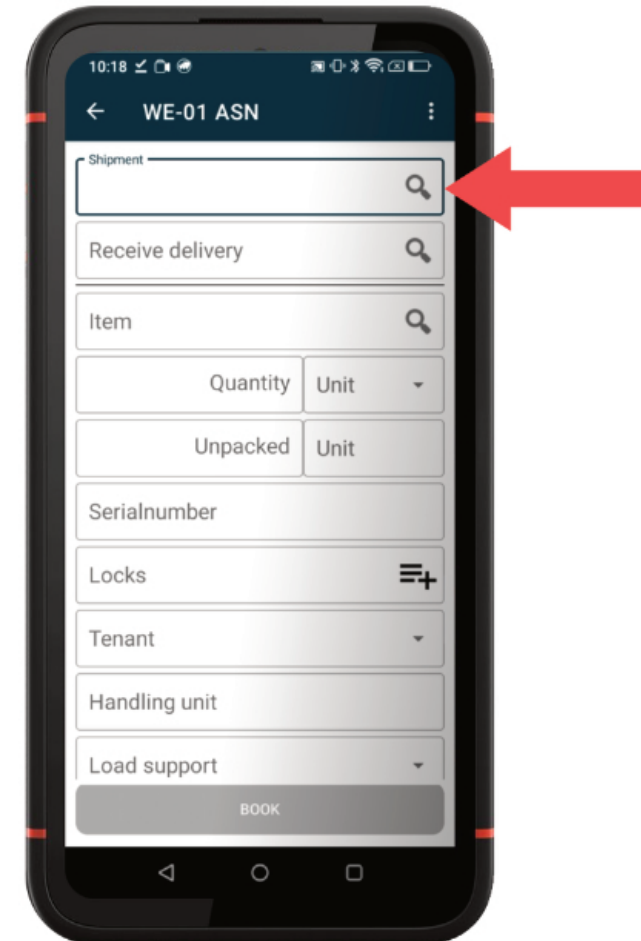 10:18
WE-01 ASN
Shipment
Receive delivery
Item
Quantity Unit
Unpacked Unit
Serialnumber
Locks
Tenant
Handling unit
Load support
BOOK